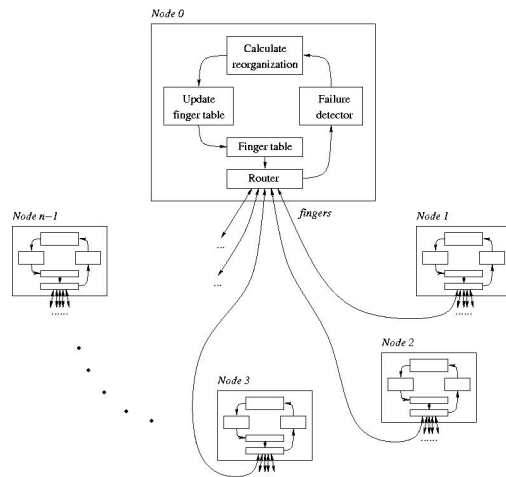 Node 0
Calculate
reorganization
Update
finger table
Failure
detector
Finger table
Router
fingers
...
...
Node n−1
......
Node 1
......
Node 2
......
Node 3
......